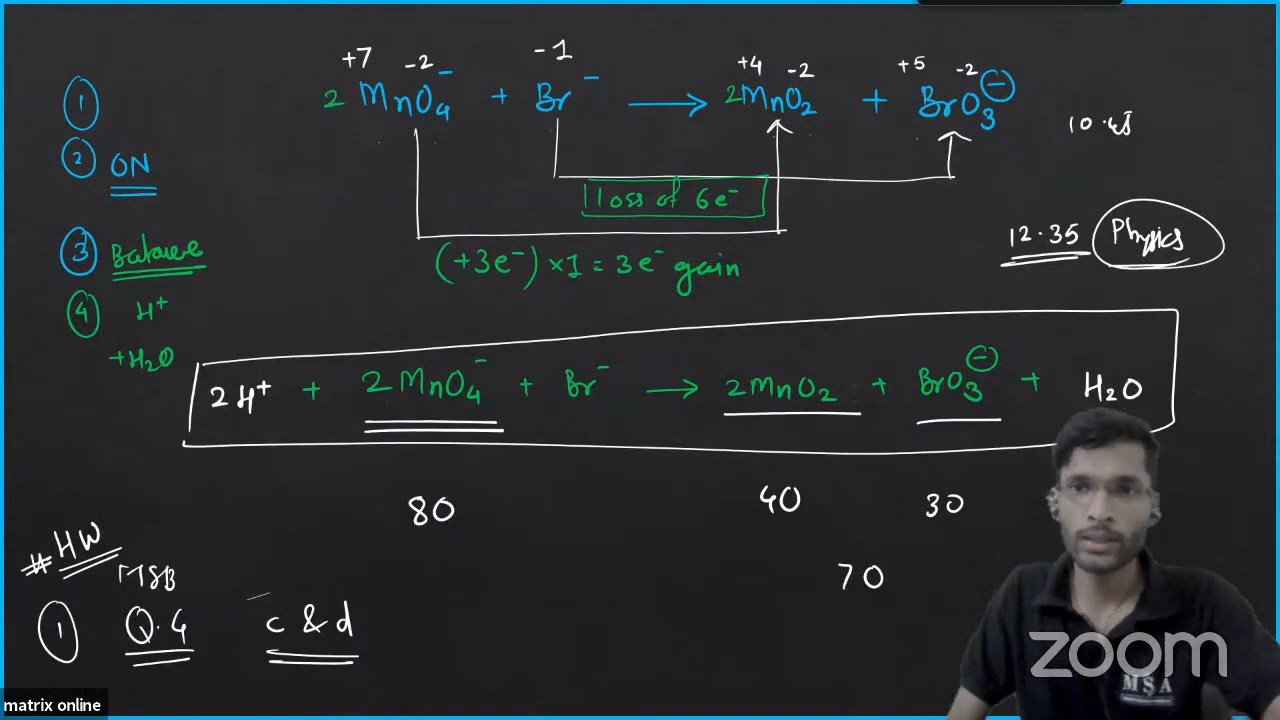 +7 -2 -1 +4 -2 +5 -2
① 2 MnO₄⁻ + Br⁻ → 2MnO₂ + BrO₃⊖
10.45
② ON
loss of 6e⁻
12.35 Physics
③ Balance
(+3e⁻) × 1 = 3e⁻ gain
④ H⁺
+H₂O
2H⁺ + 2MnO₄⁻ + Br⁻ → 2MnO₂ + BrO₃⊖ + H₂O
80 40 30
70
# HW
① Q.4 c & d
zoom
MSA
matrix online